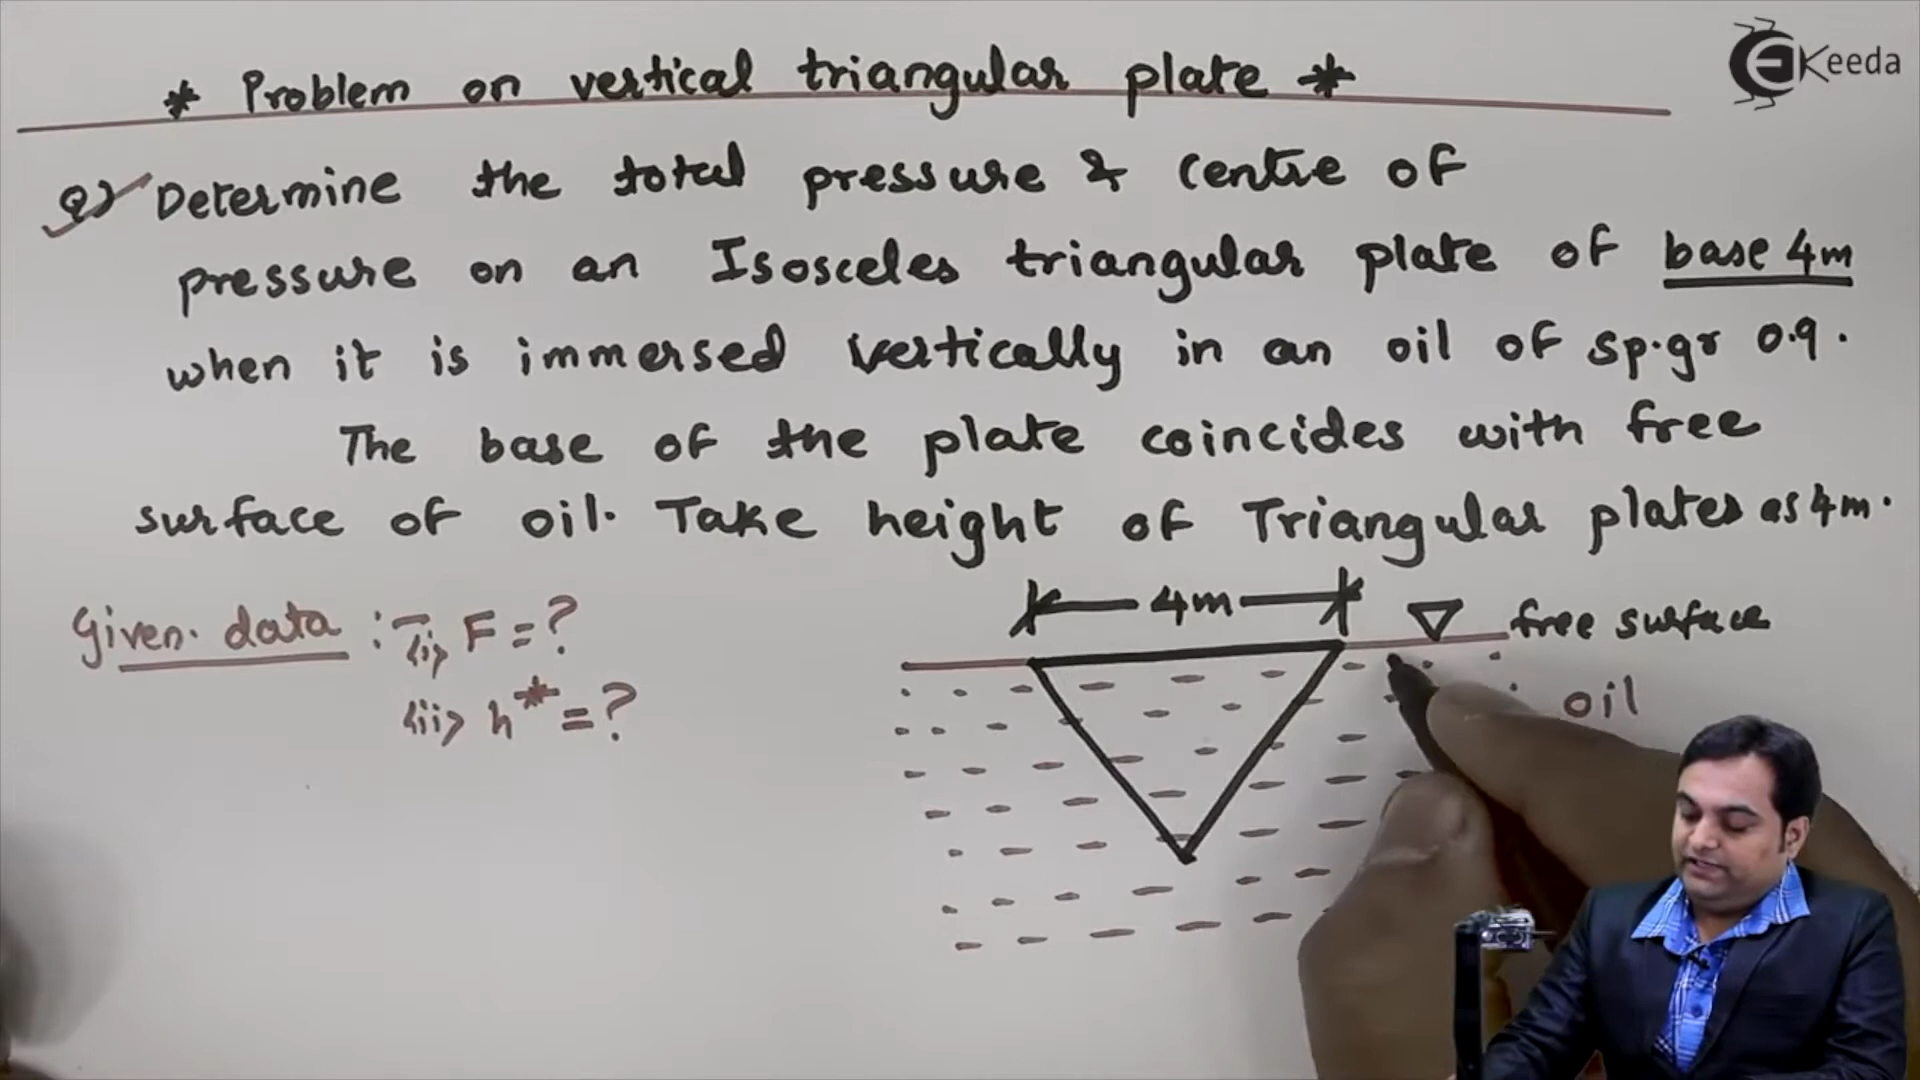 * Problem on vertical triangular plate *
EKeeda
Q) Determine the total pressure & centre of
pressure on an Isosceles triangular plate of base 4m
when it is immersed vertically in an oil of sp.gr 0.9.
The base of the plate coincides with free
surface of oil. Take height of Triangular plates as 4m.
Given data :- (i) F = ?
(ii) h* = ?
4m
free surface
oil